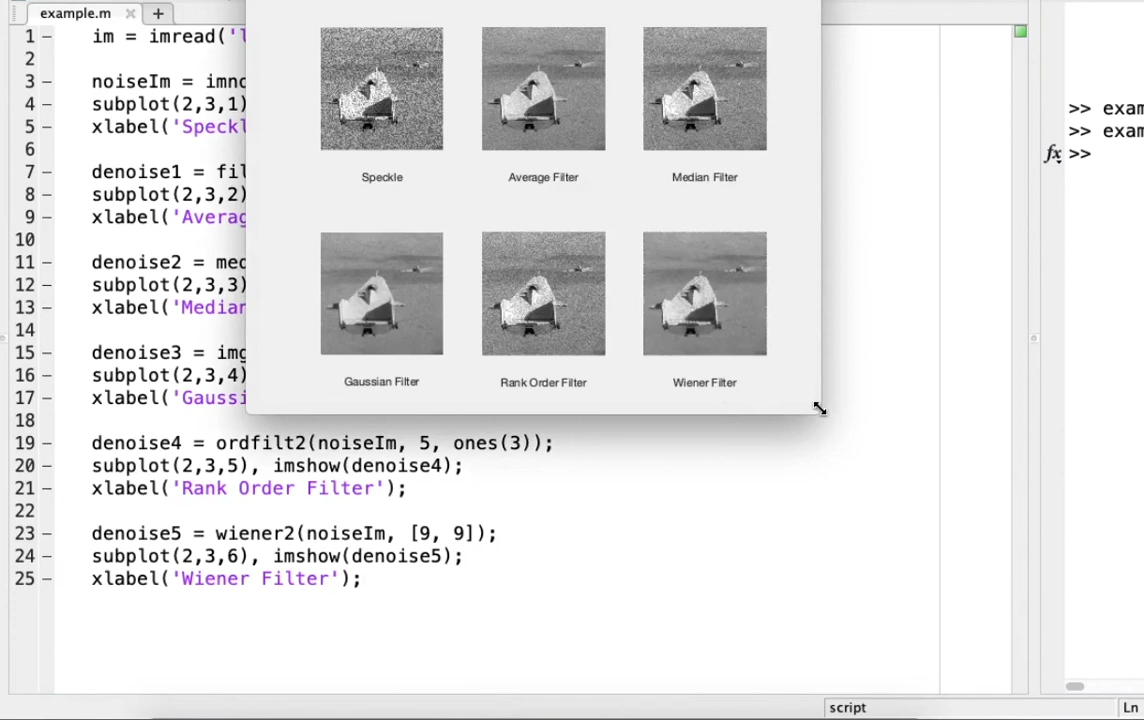 example.m × +
1 – im = imread('l
2
3 – noiseIm = imno
4 – subplot(2,3,1)
5 – xlabel('Speckl
6
7 – denoise1 = fil
8 – subplot(2,3,2)
9 – xlabel('Averag
10
11 – denoise2 = med
12 – subplot(2,3,3)
13 – xlabel('Median
14
15 – denoise3 = img
16 – subplot(2,3,4)
17 – xlabel('Gaussi
18
19 – denoise4 = ordfilt2(noiseIm, 5, ones(3));
20 – subplot(2,3,5), imshow(denoise4);
21 – xlabel('Rank Order Filter');
22
23 – denoise5 = wiener2(noiseIm, [9, 9]);
24 – subplot(2,3,6), imshow(denoise5);
25 – xlabel('Wiener Filter');
Speckle Average Filter Median Filter
Gaussian Filter Rank Order Filter Wiener Filter
>> exam
>> exam
fx >>
script Ln